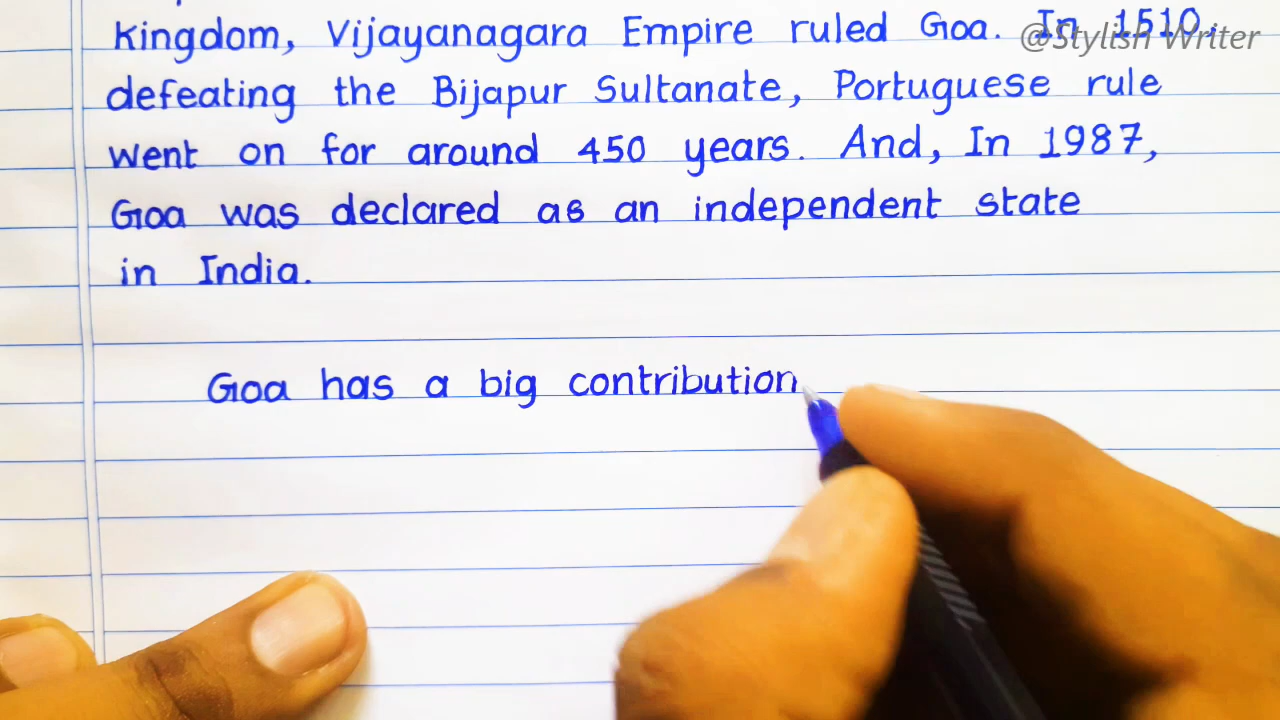 kingdom, Vijayanagara Empire ruled Goa. In 1510,
@Stylish Writer
defeating the Bijapur Sultanate, Portuguese rule
went on for around 450 years. And, In 1987,
Goa was declared as an independent state
in India.
Goa has a big contribution